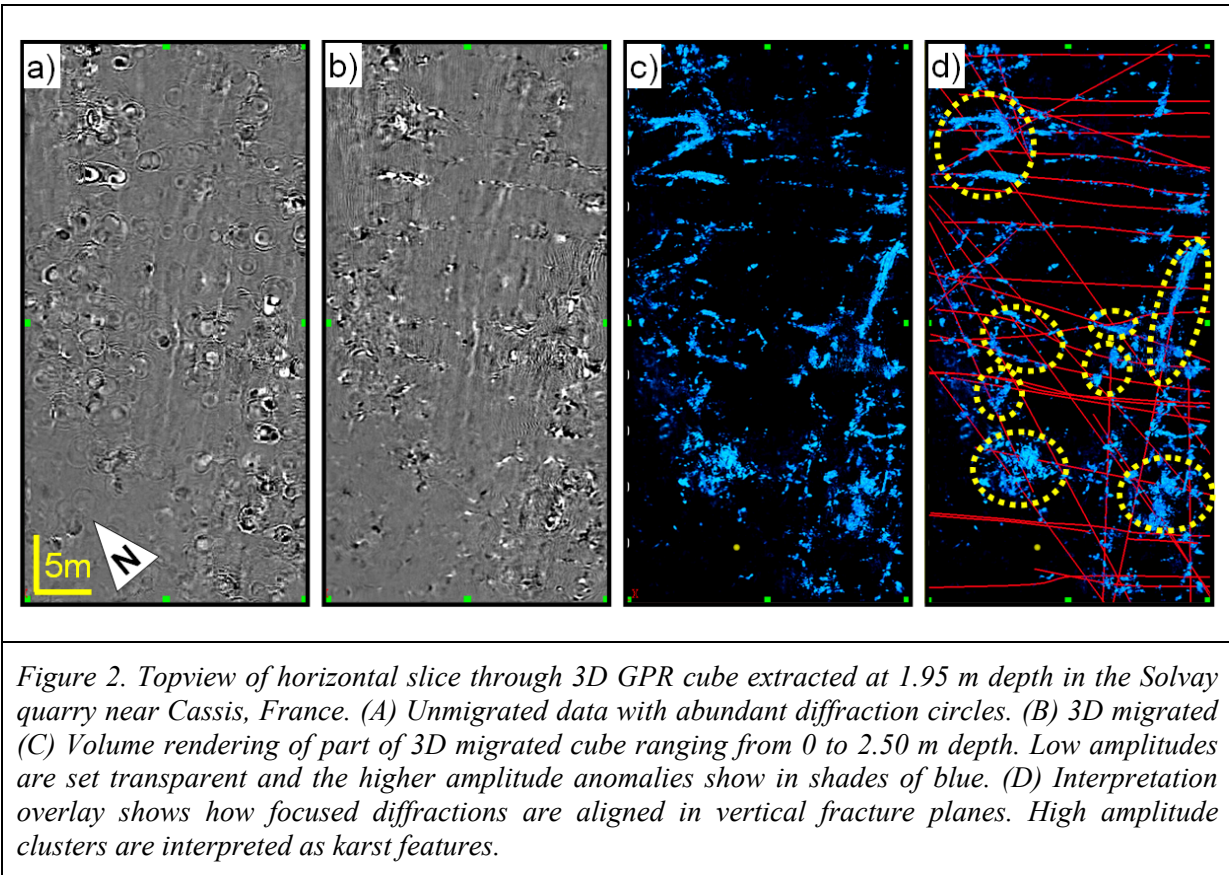 a)
b)
c)
d)
5m
N
X
Figure 2. Topview of horizontal slice through 3D GPR cube extracted at 1.95 m depth in the Solvay
quarry near Cassis, France. (A) Unmigrated data with abundant diffraction circles. (B) 3D migrated
(C) Volume rendering of part of 3D migrated cube ranging from 0 to 2.50 m depth. Low amplitudes
are set transparent and the higher amplitude anomalies show in shades of blue. (D) Interpretation
overlay shows how focused diffractions are aligned in vertical fracture planes. High amplitude
clusters are interpreted as karst features.